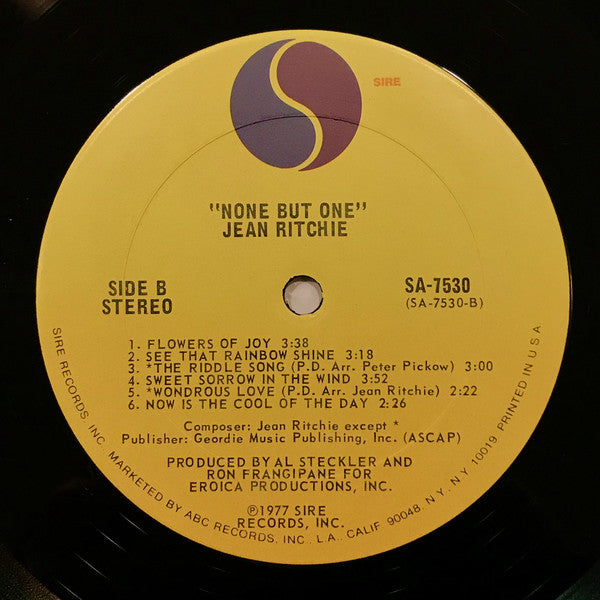 SIRE
"NONE BUT ONE"
JEAN RITCHIE
SIDE B
STEREO
SA-7530
(SA-7530-B)
1. FLOWERS OF JOY 3:38
2. SEE THAT RAINBOW SHINE 3:18
3. *THE RIDDLE SONG (P.D. Arr. Peter Pickow) 3:00
4. SWEET SORROW IN THE WIND 3:52
5. *WONDROUS LOVE (P.D. Arr. Jean Ritchie) 2:22
6. NOW IS THE COOL OF THE DAY 2:26
Composer: Jean Ritchie except *
Publisher: Geordie Music Publishing, Inc. (ASCAP)
PRODUCED BY AL STECKLER AND
RON FRANGIPANE FOR
EROICA PRODUCTIONS, INC.
℗1977 SIRE
RECORDS, INC.
SIRE RECORDS, INC. MARKETED BY ABC RECORDS, INC., L.A., CALIF. 90048 N.Y., N.Y. 10019 PRINTED IN U S A